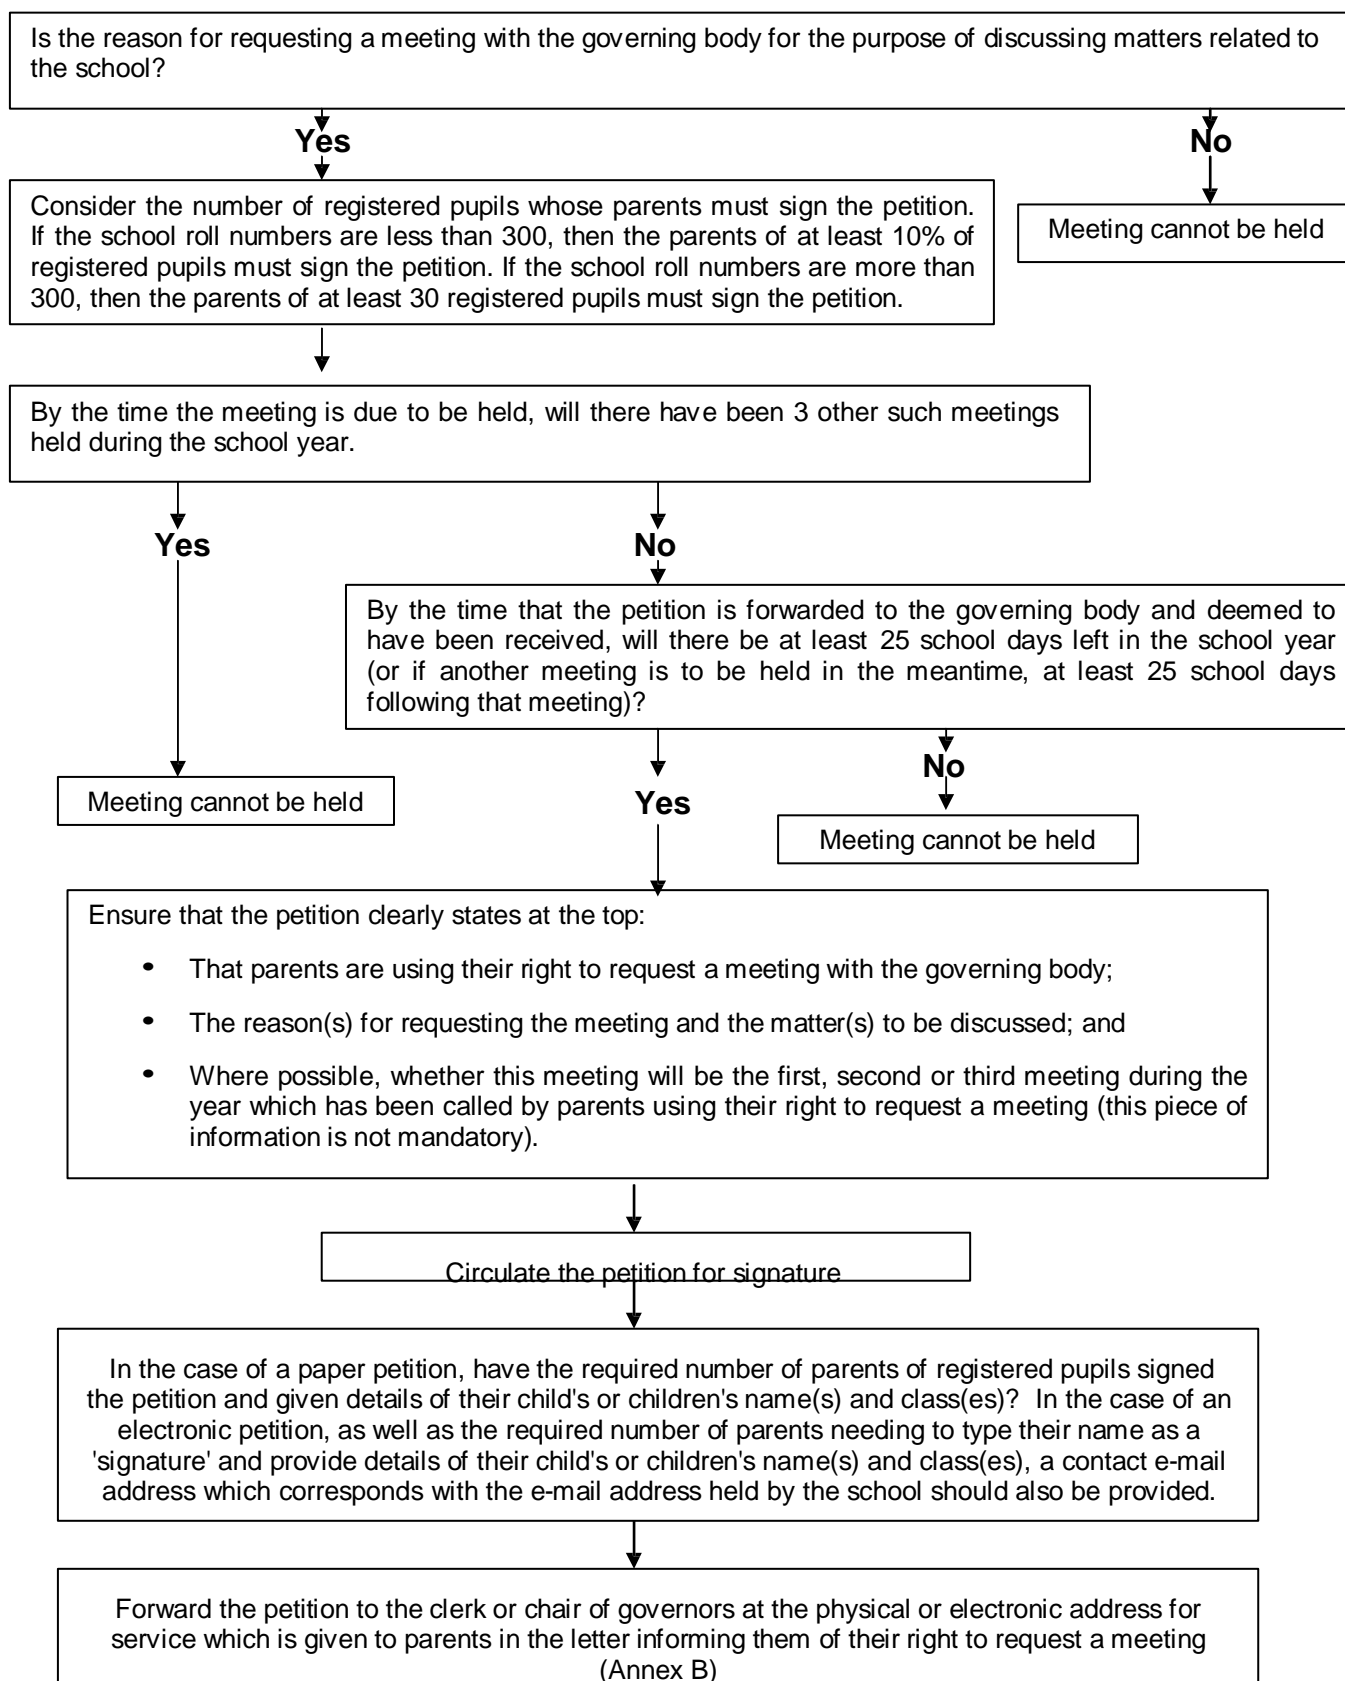 Is the reason for requesting a meeting with the governing body for the purpose of discussing matters related to
the school?
Yes
No
Consider the number of registered pupils whose parents must sign the petition.
If the school roll numbers are less than 300, then the parents of at least 10% of
registered pupils must sign the petition. If the school roll numbers are more than
300, then the parents of at least 30 registered pupils must sign the petition.
Meeting cannot be held
By the time the meeting is due to be held, will there have been 3 other such meetings
held during the school year.
Yes
No
By the time that the petition is forwarded to the governing body and deemed to
have been received, will there be at least 25 school days left in the school year
(or if another meeting is to be held in the meantime, at least 25 school days
following that meeting)?
No
Yes
Meeting cannot be held
Meeting cannot be held
Ensure that the petition clearly states at the top:
• That parents are using their right to request a meeting with the governing body;
• The reason(s) for requesting the meeting and the matter(s) to be discussed; and
• Where possible, whether this meeting will be the first, second or third meeting during the
year which has been called by parents using their right to request a meeting (this piece of
information is not mandatory).
Circulate the petition for signature
In the case of a paper petition, have the required number of parents of registered pupils signed
the petition and given details of their child's or children's name(s) and class(es)? In the case of an
electronic petition, as well as the required number of parents needing to type their name as a
'signature' and provide details of their child's or children's name(s) and class(es), a contact e-mail
address which corresponds with the e-mail address held by the school should also be provided.
Forward the petition to the clerk or chair of governors at the physical or electronic address for
service which is given to parents in the letter informing them of their right to request a meeting
(Annex B)